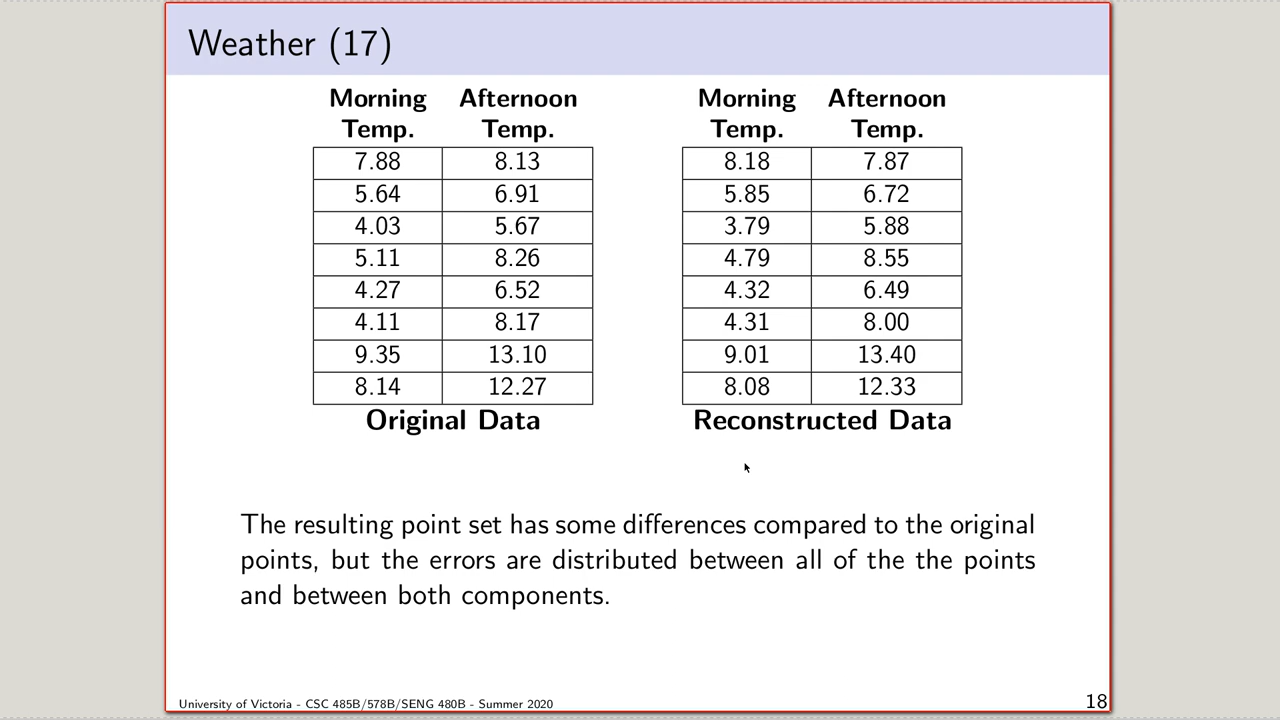 Weather (17)
Morning Afternoon
Temp. Temp.
7.88 8.13
5.64 6.91
4.03 5.67
5.11 8.26
4.27 6.52
4.11 8.17
9.35 13.10
8.14 12.27
Original Data
Morning Afternoon
Temp. Temp.
8.18 7.87
5.85 6.72
3.79 5.88
4.79 8.55
4.32 6.49
4.31 8.00
9.01 13.40
8.08 12.33
Reconstructed Data
The resulting point set has some differences compared to the original
points, but the errors are distributed between all of the the points
and between both components.
University of Victoria - CSC 485B/578B/SENG 480B - Summer 2020
18